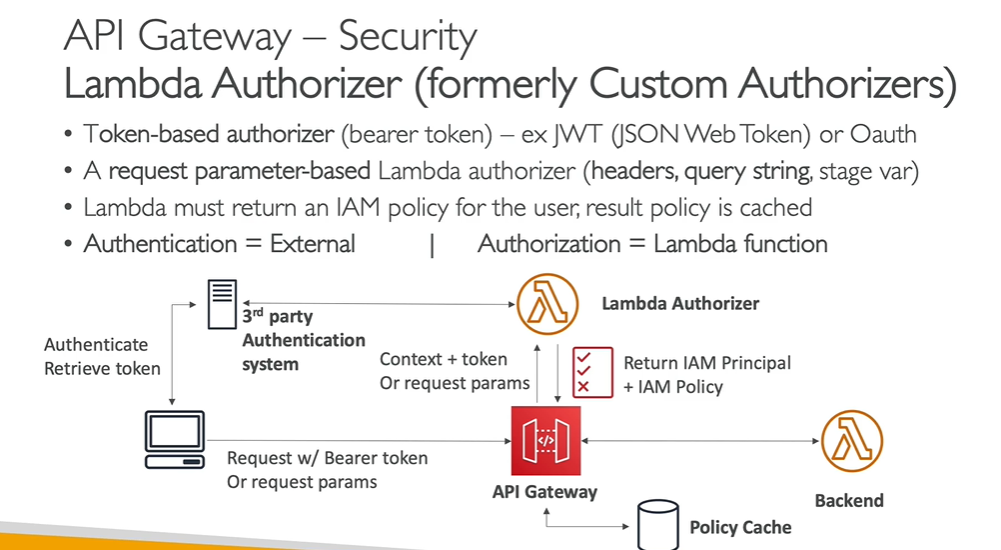 API Gateway – Security
Lambda Authorizer (formerly Custom Authorizers)
• Token-based authorizer (bearer token) – ex JWT (JSON Web Token) or Oauth
• A request parameter-based Lambda authorizer (headers, query string, stage var)
• Lambda must return an IAM policy for the user, result policy is cached
• Authentication = External | Authorization = Lambda function
Lambda Authorizer
3rd party
Authentication
system
Authenticate
Retrieve token
Context + token
Or request params
Return IAM Principal
+ IAM Policy
</>
Request w/ Bearer token
Or request params
API Gateway
Backend
Policy Cache